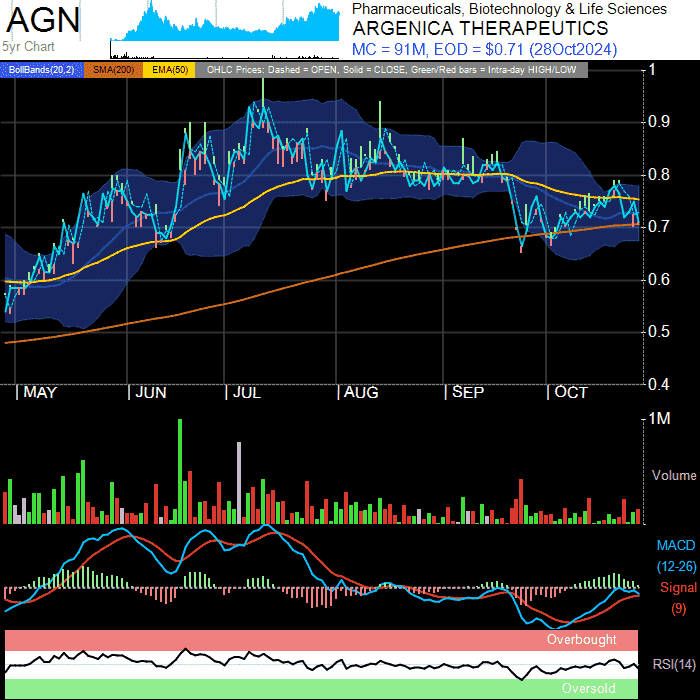 AGN
5yr Chart
Pharmaceuticals, Biotechnology & Life Sciences
ARGENICA THERAPEUTICS
MC = 91M, EOD = $0.71 (28Oct2024)
BollBands(20,2) SMA(200) EMA(50) OHLC Prices: Dashed = OPEN, Solid = CLOSE, Green/Red bars = Intra-day HIGH/LOW
1
0.9
0.8
0.7
0.6
0.5
0.4
MAY JUN JUL AUG SEP OCT
1M
Volume
MACD
(12-26)
Signal
(9)
Overbought
RSI(14)
Oversold